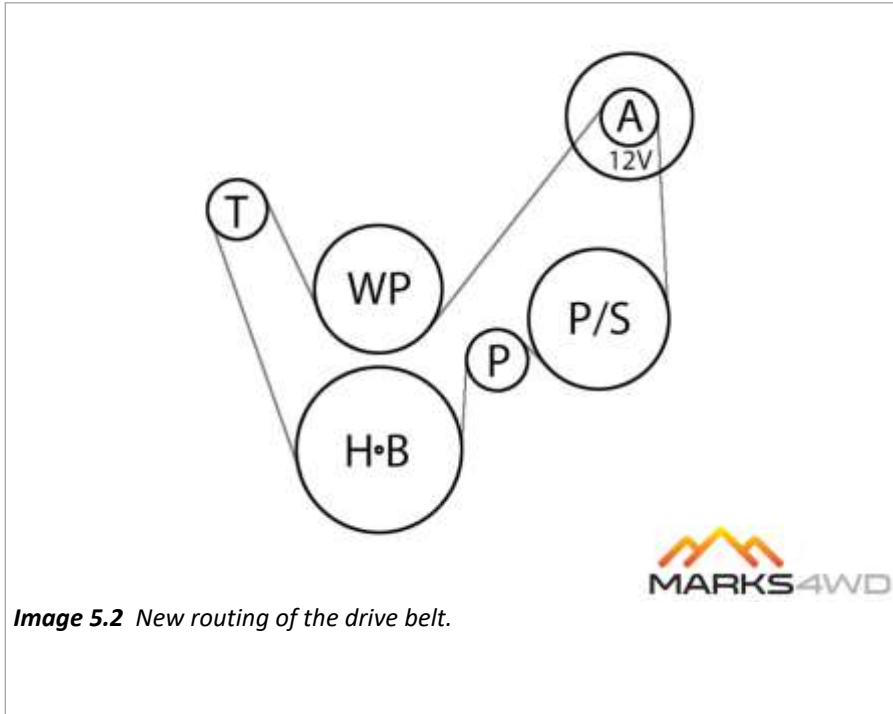 A
12V
T
WP
P/S
P
H•B
MARKS4WD
Image 5.2 New routing of the drive belt.